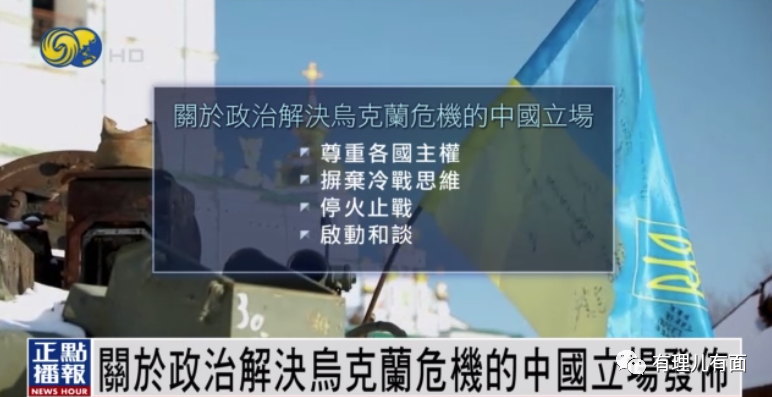 HD
關於政治解決烏克蘭危機的中國立場
尊重各國主權
摒棄冷戰思維
停火止戰
啟動和談
30
正點
播報
NEWS HOUR
關於政治解決烏克蘭危機的中國立場發佈
有理儿有面